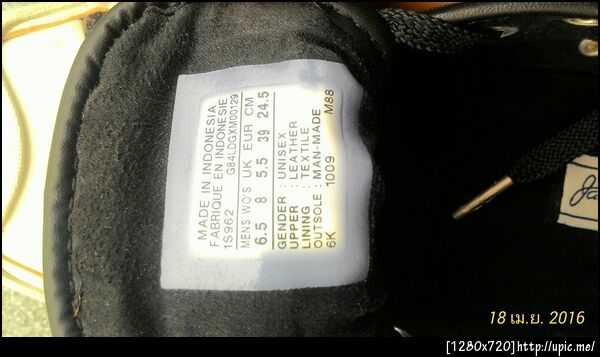 MADE IN INDONESIA
FABRIQUE EN INDONESIE
1S962 G84LDGXM00129
MENS WO'S UK EUR CM
6.5 8 5.5 39 24.5
GENDER : UNISEX
UPPER : LEATHER
LINING : TEXTILE
OUTSOLE : MAN-MADE
6K 1009 M88
18 เม.ย. 2016
[1280x720]http://upic.me/